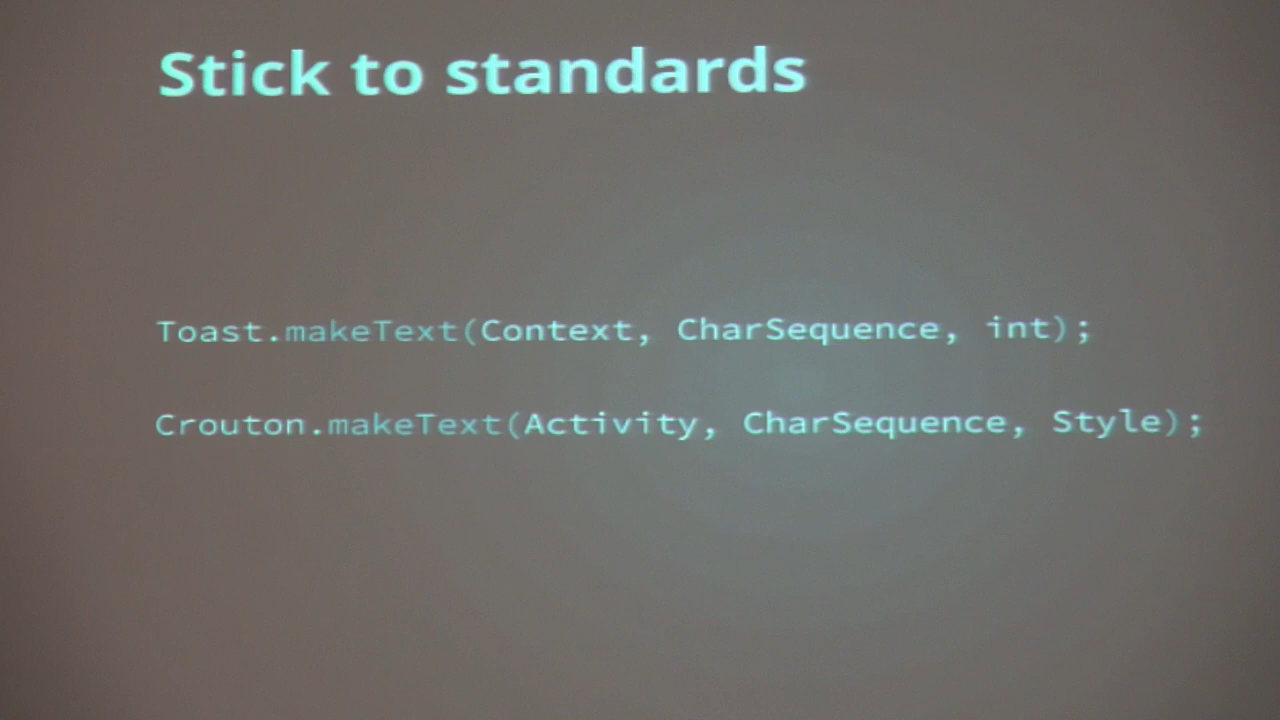 Stick to standards
Toast.makeText(Context, CharSequence, int);
Crouton.makeText(Activity, CharSequence, Style);